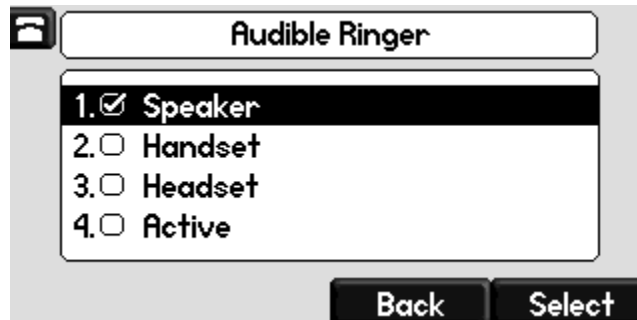 Audible Ringer
1. Speaker
2. Handset
3. Headset
4. Active
Back Select